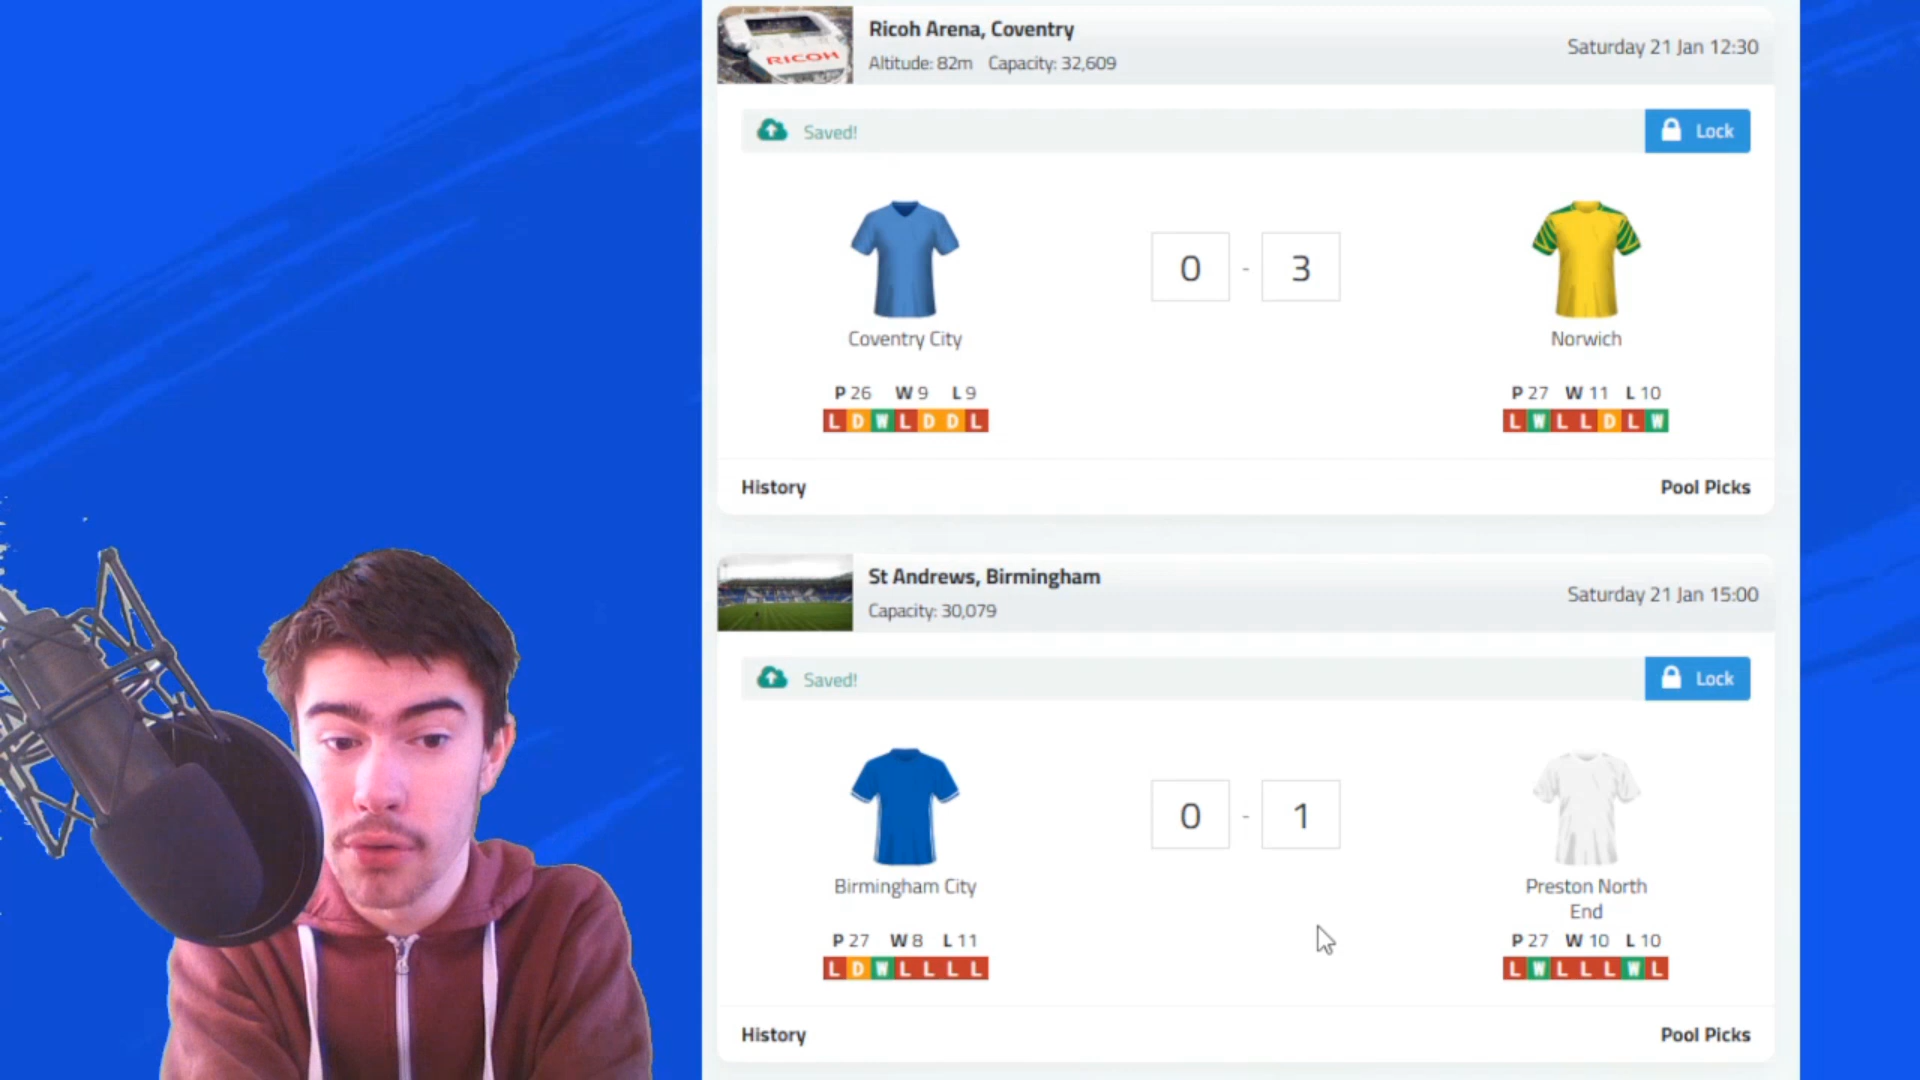 RICOH
Ricoh Arena, Coventry
Altitude: 82m Capacity: 32,609
Saturday 21 Jan 12:30
Saved!
Lock
0 - 3
Coventry City
Norwich
P 26 W 9 L 9
P 27 W 11 L 10
L D W L D D L
L W L L D L W
History
Pool Picks
St Andrews, Birmingham
Capacity: 30,079
Saturday 21 Jan 15:00
Saved!
Lock
0 - 1
Birmingham City
Preston North
End
P 27 W 8 L 11
P 27 W 10 L 10
L D W L L L L
L W L L L W L
History
Pool Picks